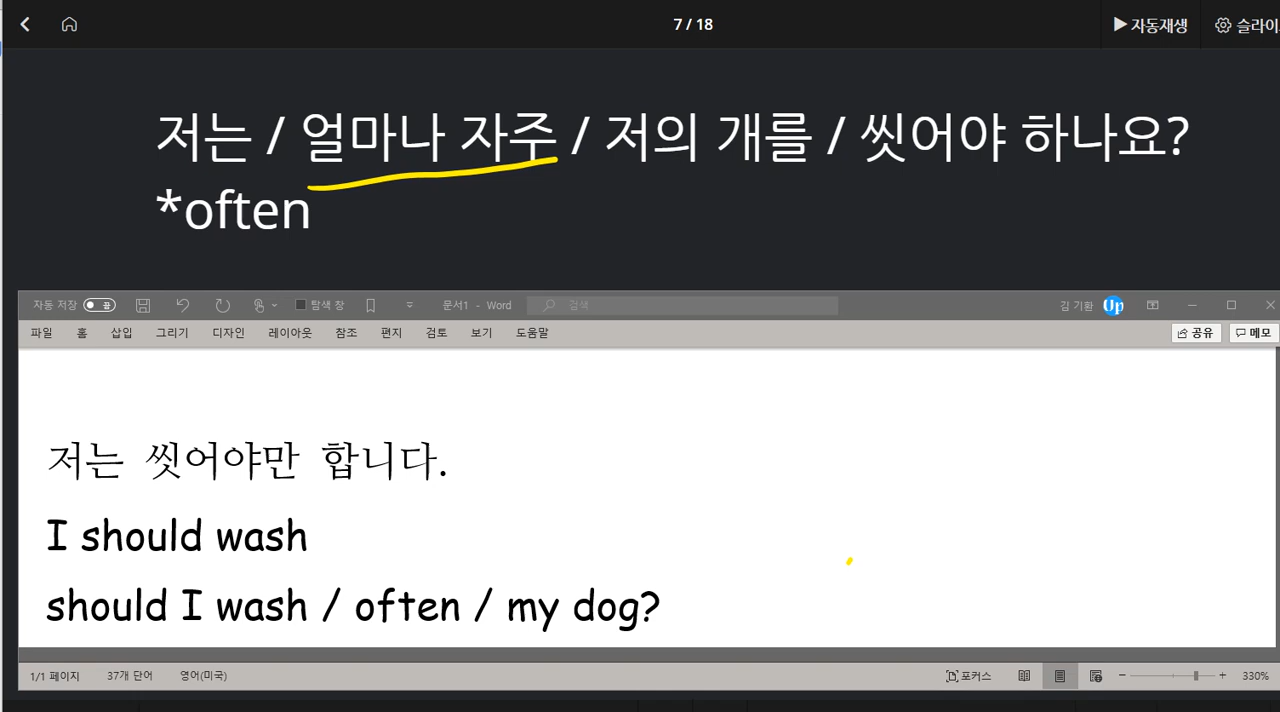 7 / 18
▶ 자동재생
슬라이
저는 / 얼마나 자주 / 저의 개를 / 씻어야 하나요?
*often
자동 저장 끔 탐색 창 문서1 - Word 검색 김 기환 Up
파일 홈 삽입 그리기 디자인 레이아웃 참조 편지 검토 보기 도움말 공유 메모
저는 씻어야만 합니다.
I should wash
should I wash / often / my dog?
1/1 페이지 37개 단어 영어(미국) 포커스 - + 330%